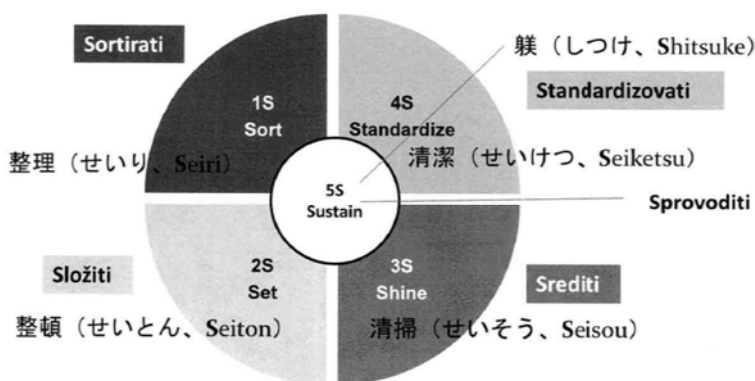 Sortirati
1S
Sort
整理（せいり、Seiri）
躾（しつけ、Shitsuke）
Standardizovati
4S
Standardize
清潔（せいけつ、Seiketsu）
5S
Sustain
Sprovoditi
Složiti
2S
Set
整頓（せいとん、Seiton）
3S
Shine
Srediti
清掃（せいそう、Seisou）